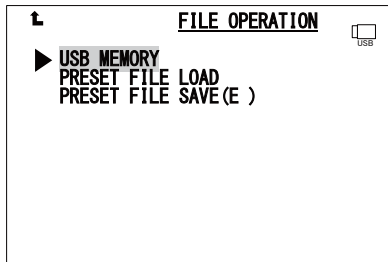 FILE OPERATION
USB
USB MEMORY
PRESET FILE LOAD
PRESET FILE SAVE(E )